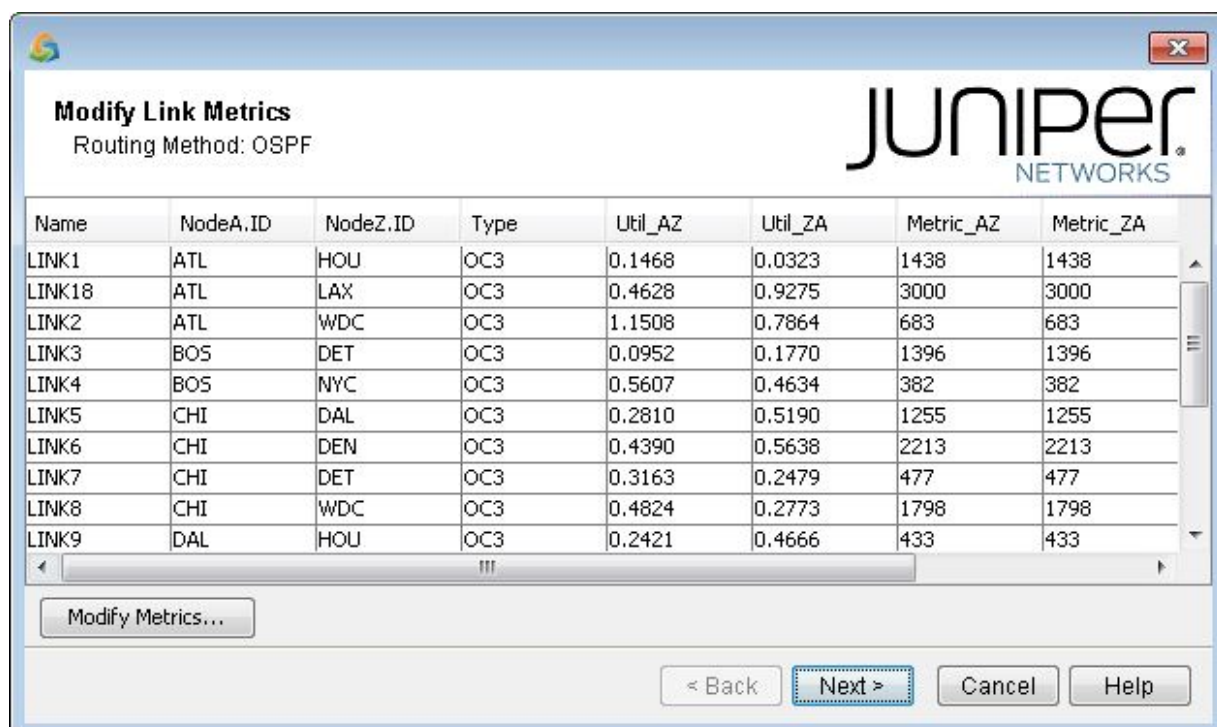 Modify Link Metrics
Routing Method: OSPF
JUNIPEr
NETWORKS
Name NodeA.ID NodeZ.ID Type Util_AZ Util_ZA Metric_AZ Metric_ZA
LINK1 ATL HOU OC3 0.1468 0.0323 1438 1438
LINK18 ATL LAX OC3 0.4628 0.9275 3000 3000
LINK2 ATL WDC OC3 1.1508 0.7864 683 683
LINK3 BOS DET OC3 0.0952 0.1770 1396 1396
LINK4 BOS NYC OC3 0.5607 0.4634 382 382
LINK5 CHI DAL OC3 0.2810 0.5190 1255 1255
LINK6 CHI DEN OC3 0.4390 0.5638 2213 2213
LINK7 CHI DET OC3 0.3163 0.2479 477 477
LINK8 CHI WDC OC3 0.4824 0.2773 1798 1798
LINK9 DAL HOU OC3 0.2421 0.4666 433 433
Modify Metrics...
< Back Next > Cancel Help